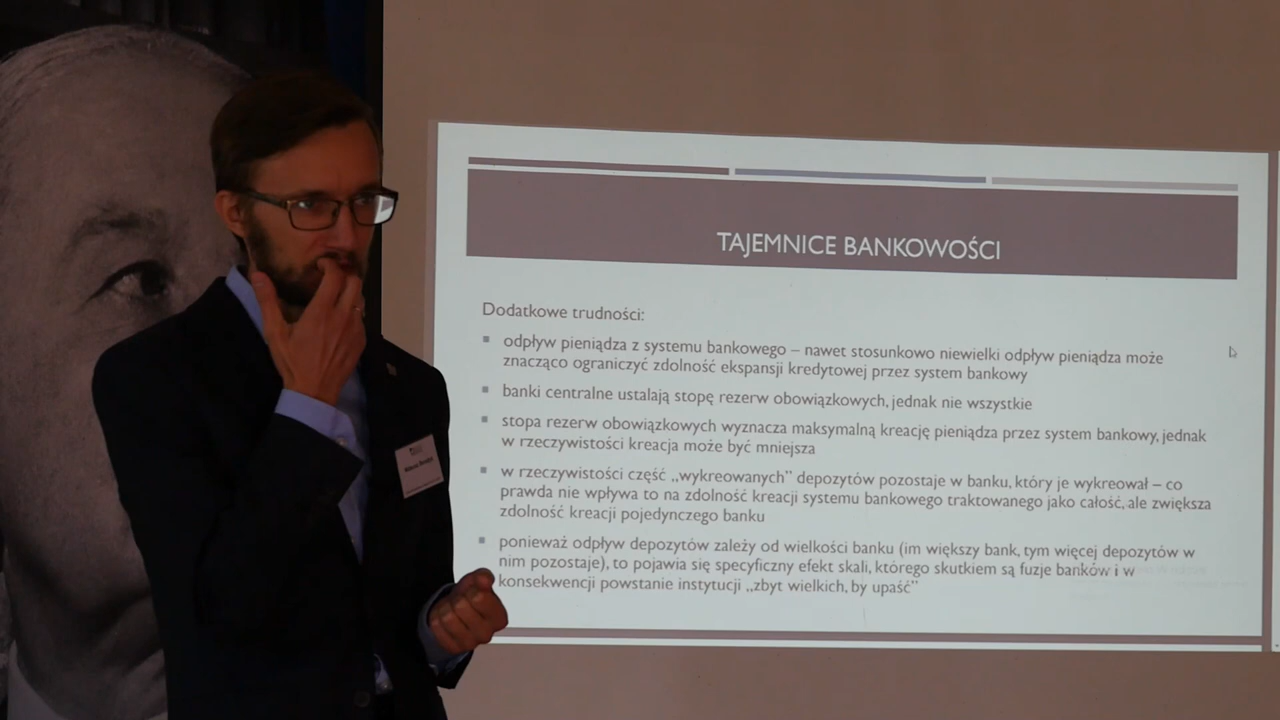 TAJEMNICE BANKOWOŚCI
Dodatkowe trudności:
odpływ pieniądza z systemu bankowego – nawet stosunkowo niewielki odpływ pieniądza może
znacząco ograniczyć zdolność ekspansji kredytowej przez system bankowy
banki centralne ustalają stopę rezerw obowiązkowych, jednak nie wszystkie
stopa rezerw obowiązkowych wyznacza maksymalną kreację pieniądza przez system bankowy, jednak
w rzeczywistości kreacja może być mniejsza
w rzeczywistości część „wykreowanych” depozytów pozostaje w banku, który je wykreował – co
prawda nie wpływa to na zdolność kreacji systemu bankowego traktowanego jako całość, ale zwiększa
zdolność kreacji pojedynczego banku
ponieważ odpływ depozytów zależy od wielkości banku (im większy bank, tym więcej depozytów w
nim pozostaje), to pojawia się specyficzny efekt skali, którego skutkiem są fuzje banków i w
konsekwencji powstanie instytucji „zbyt wielkich, by upaść”